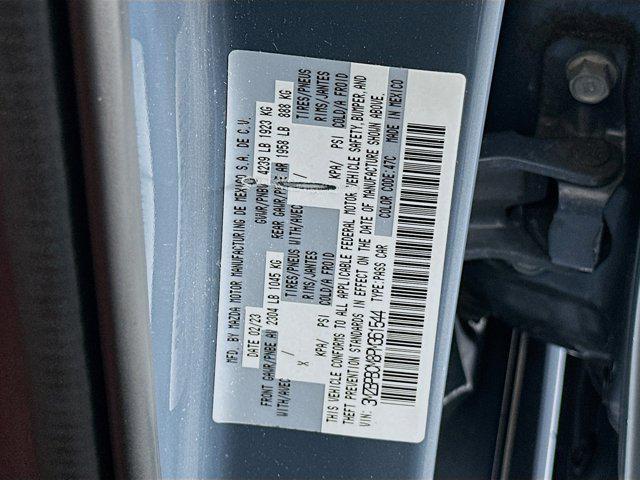 MFD. BY MAZDA MOTOR MANUFACTURING DE MEXICO S.A. DE C.V.
DATE 02/23 GVWR/PNBV 4239 LB 1923 KG
FRONT GAWR/PNBE AV 2304 LB 1045 KG REAR GAWR/PNBE AR 1958 LB 888 KG
WITH/AVEC TIRES/PNEUS WITH/AVEC TIRES/PNEUS
/ RIMS/JANTES / RIMS/JANTES
x KPA/ PSI COLD/A FROID KPA/ PSI COLD/A FROID
THIS VEHICLE CONFORMS TO ALL APPLICABLE FEDERAL MOTOR VEHICLE SAFETY, BUMPER, AND
THEFT PREVENTION STANDARDS IN EFFECT ON THE DATE OF MANUFACTURE SHOWN ABOVE.
VIN: 3MZBPBCMXPM361544 TYPE:PASS CAR COLOR CODE: 47C MADE IN MEXICO